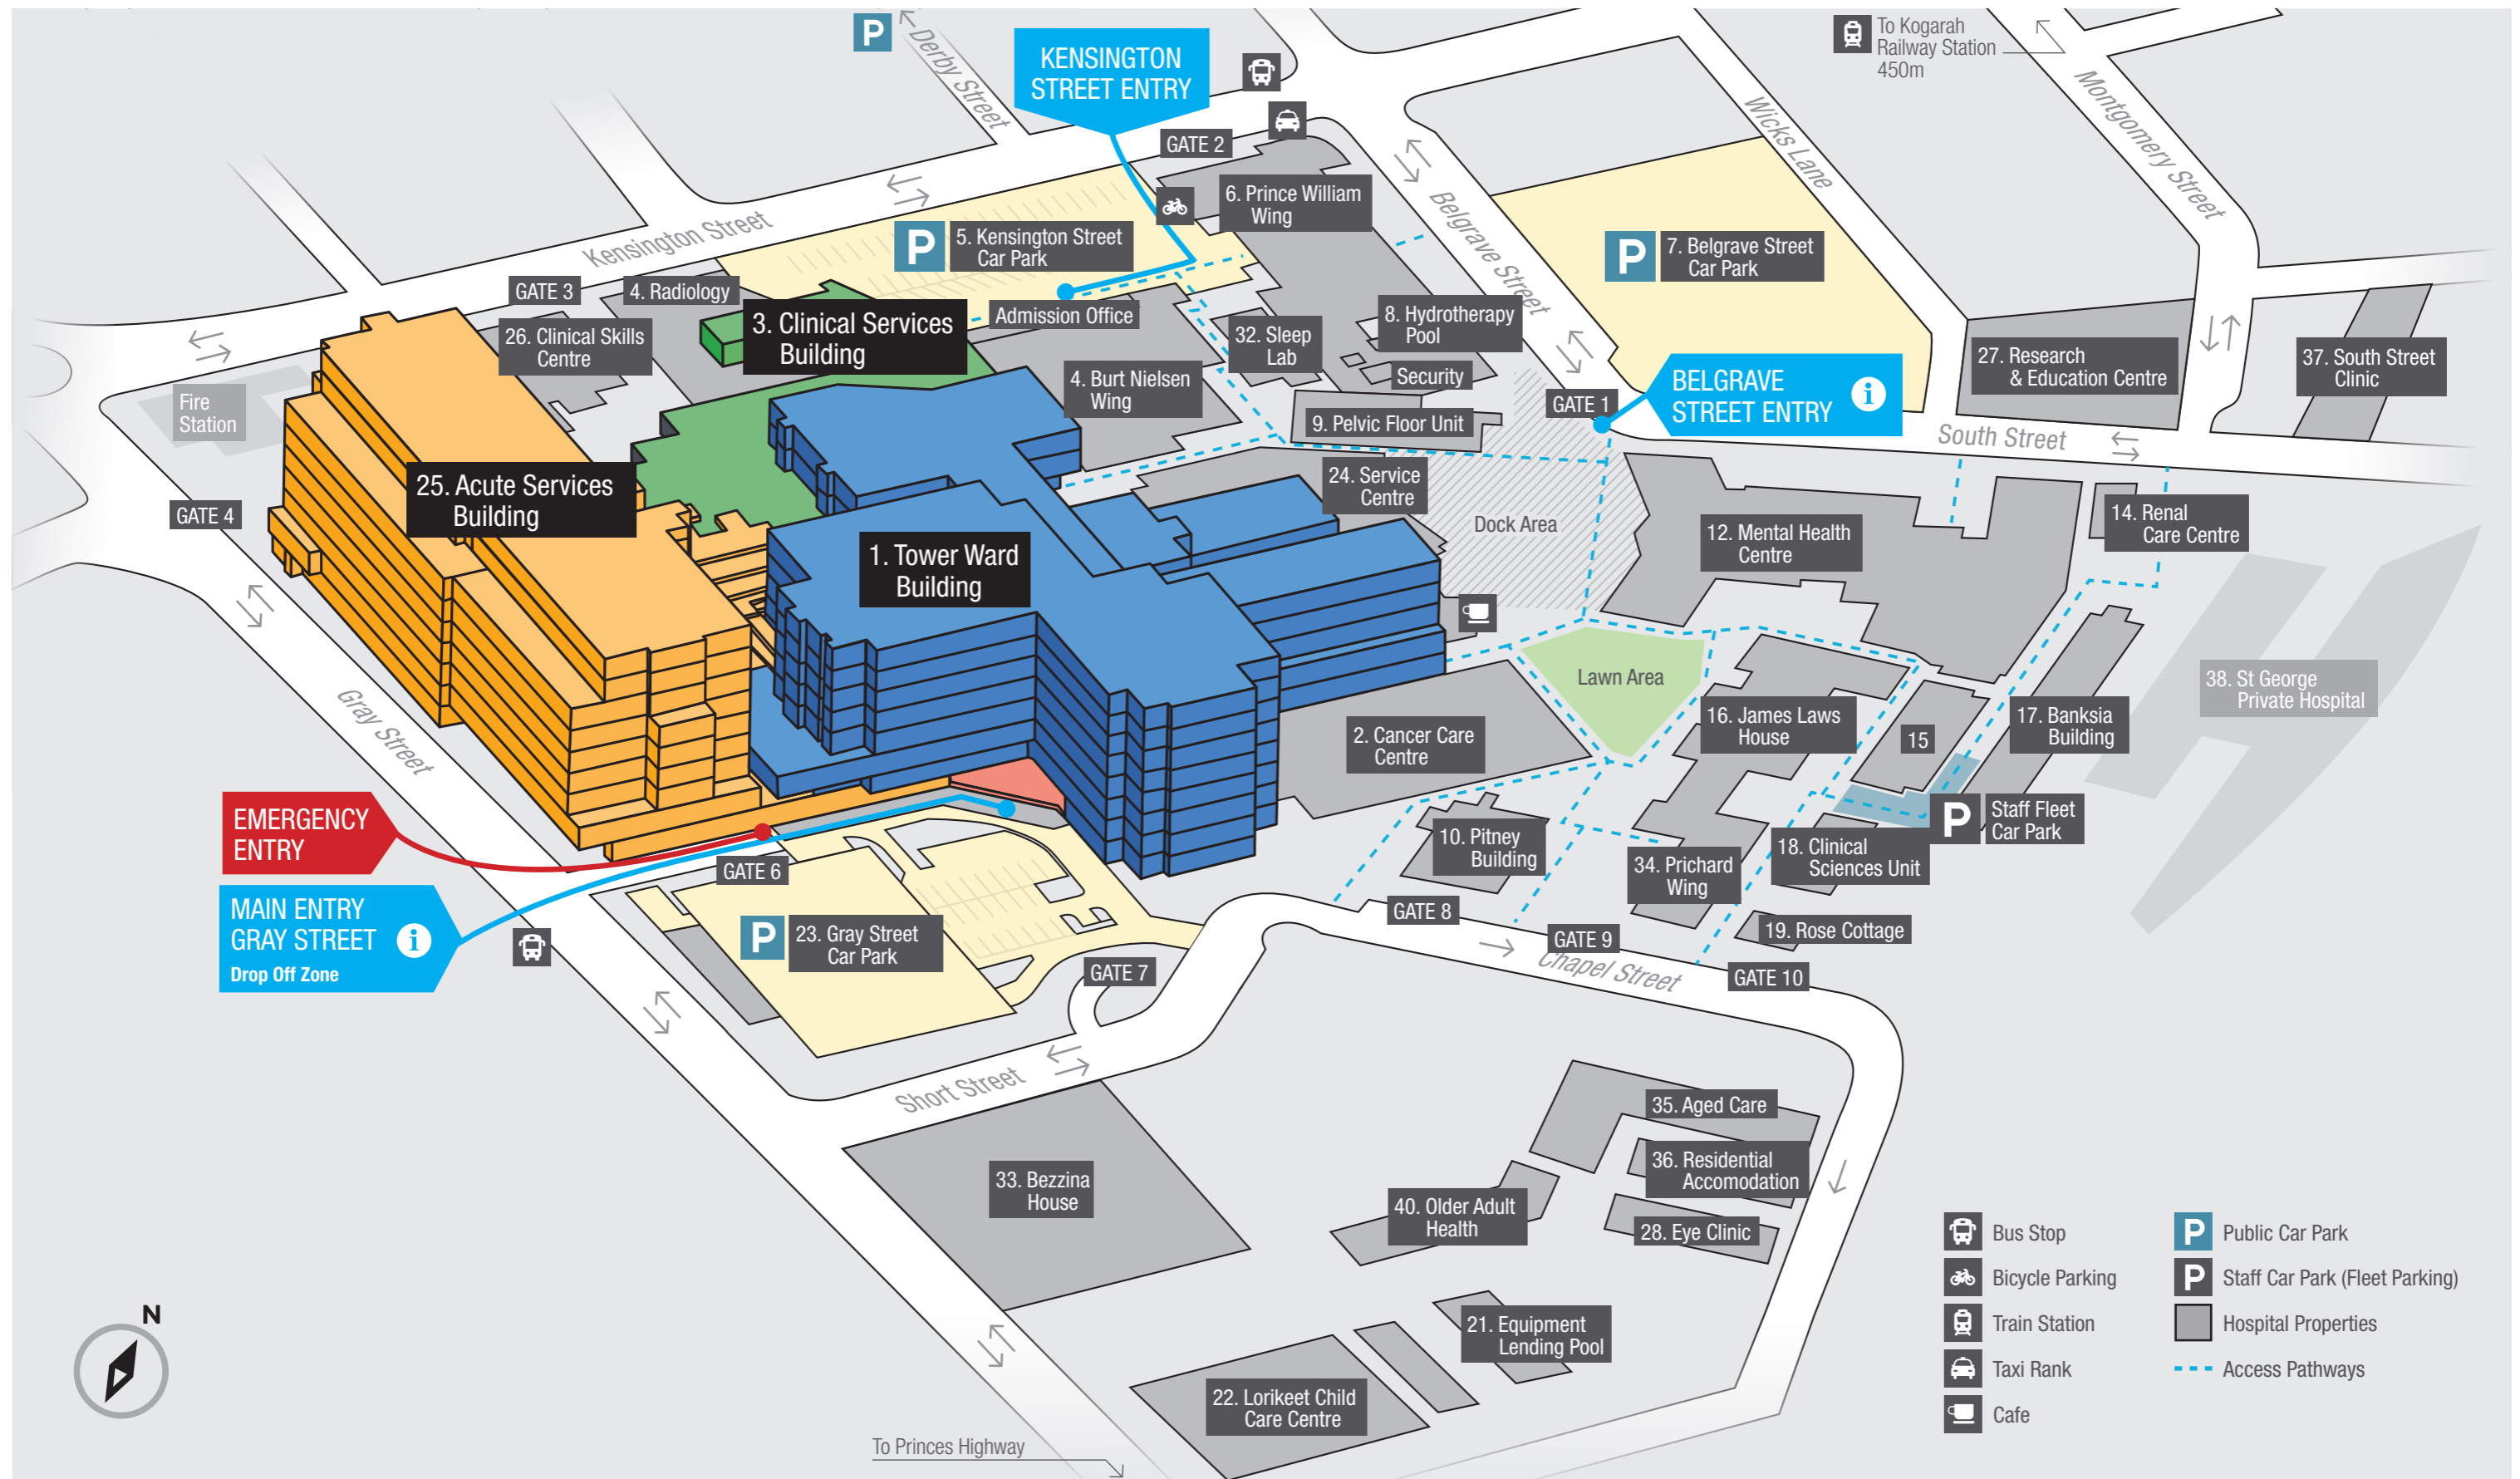 P
Derby Street
KENSINGTON
STREET ENTRY
To Kogarah
Railway Station
450m
Montgomery Street
Wicks Lane
GATE 2
6. Prince William
Wing
Kensington Street
P
5. Kensington Street
Car Park
Belgrave Street
P
7. Belgrave Street
Car Park
GATE 3
4. Radiology
Admission Office
3. Clinical Services
Building
26. Clinical Skills
Centre
32. Sleep
Lab
8. Hydrotherapy
Pool
Security
4. Burt Nielsen
Wing
27. Research
& Education Centre
37. South Street
Clinic
BELGRAVE
STREET ENTRY
i
Fire
Station
GATE 1
9. Pelvic Floor Unit
South Street
25. Acute Services
Building
24. Service
Centre
GATE 4
Dock Area
12. Mental Health
Centre
14. Renal
Care Centre
1. Tower Ward
Building
Lawn Area
38. St George
Private Hospital
Gray Street
2. Cancer Care
Centre
16. James Laws
House
15
17. Banksia
Building
EMERGENCY
ENTRY
P
Staff Fleet
Car Park
10. Pitney
Building
18. Clinical
Sciences Unit
34. Prichard
Wing
GATE 6
MAIN ENTRY
GRAY STREET
Drop Off Zone
i
P
23. Gray Street
Car Park
GATE 8
19. Rose Cottage
GATE 9
Chapel Street
GATE 7
GATE 10
Short Street
35. Aged Care
33. Bezzina
House
36. Residential
Accomodation
40. Older Adult
Health
28. Eye Clinic
21. Equipment
Lending Pool
22. Lorikeet Child
Care Centre
To Princes Highway
N
Bus Stop
Bicycle Parking
Train Station
Taxi Rank
Cafe
P
Public Car Park
P
Staff Car Park (Fleet Parking)
Hospital Properties
Access Pathways